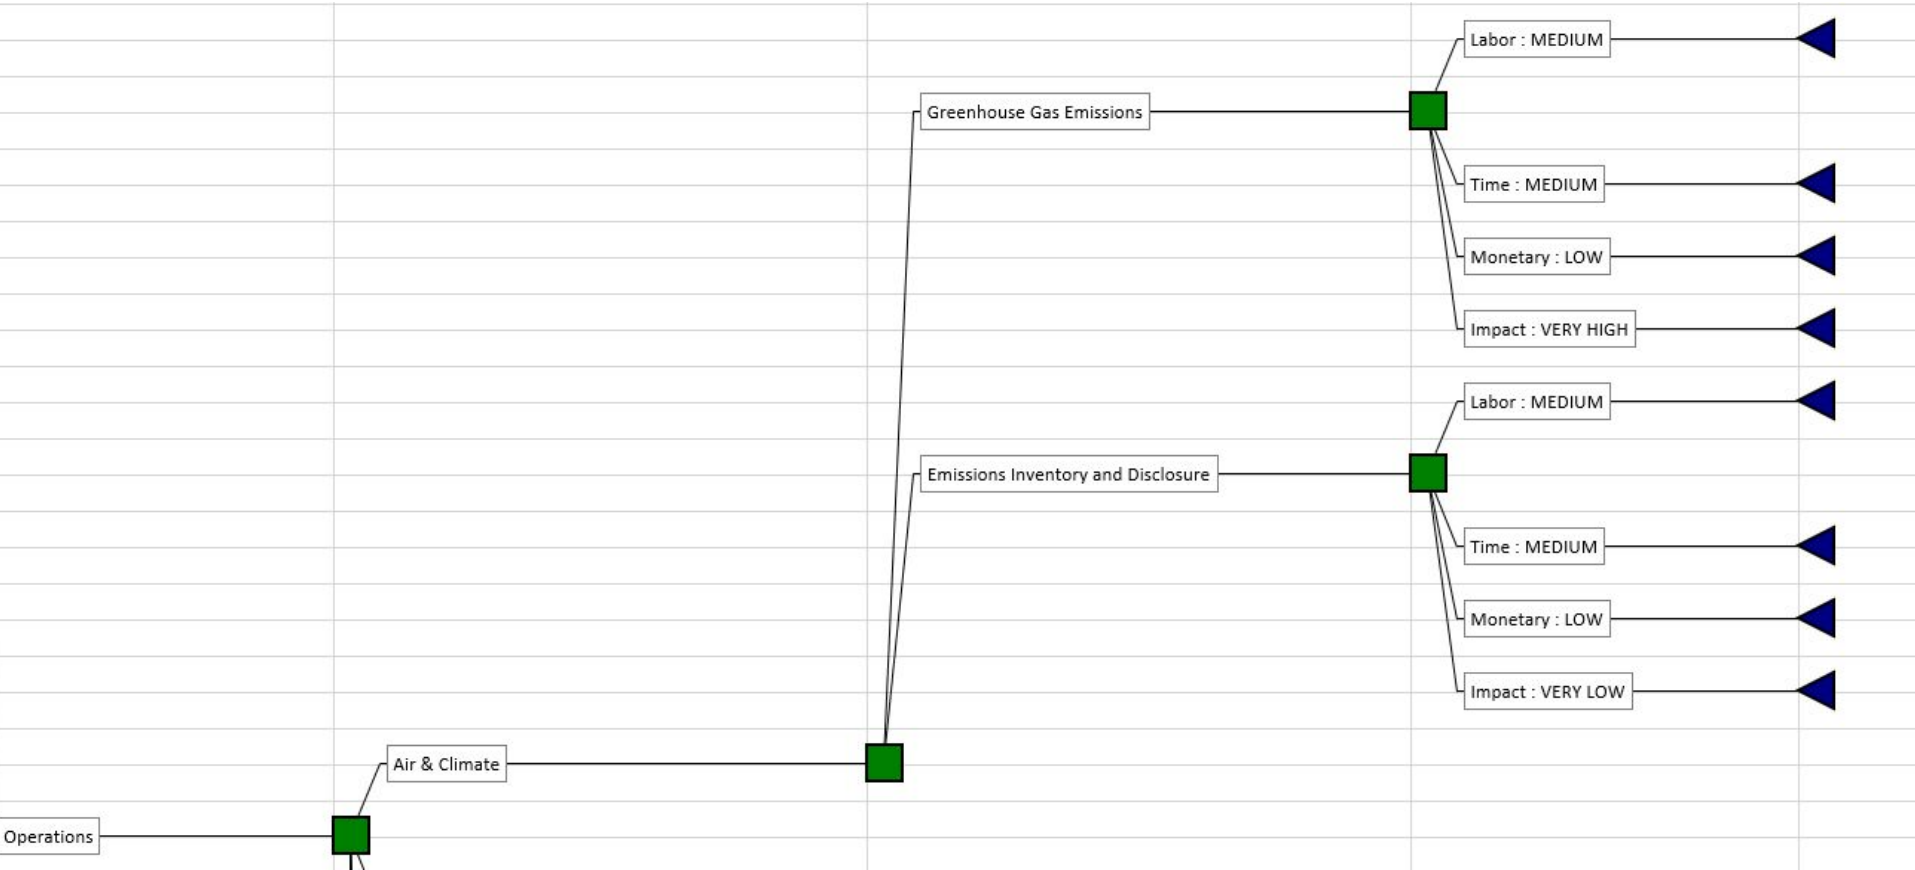 Labor : MEDIUM
Greenhouse Gas Emissions
Time : MEDIUM
Monetary : LOW
Impact : VERY HIGH
Labor : MEDIUM
Emissions Inventory and Disclosure
Time : MEDIUM
Monetary : LOW
Impact : VERY LOW
Air & Climate
Operations